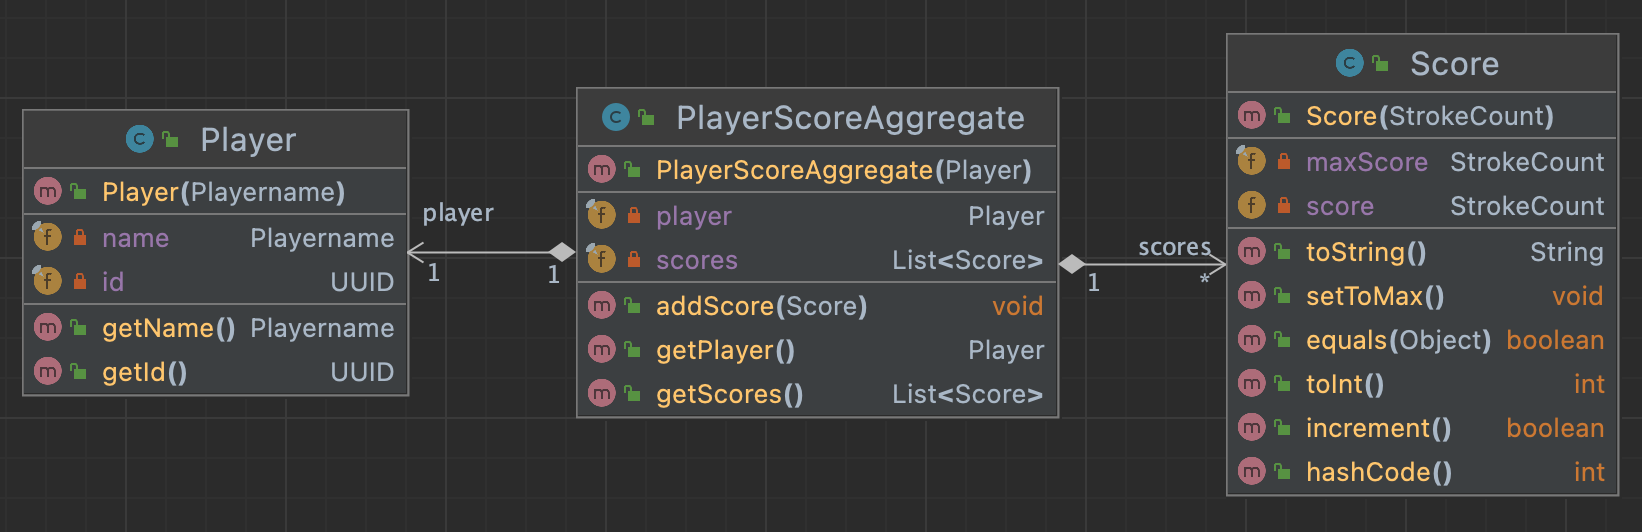 Player
Player(Playername)
name Playername
id UUID
getName() Playername
getId() UUID
player
1
1
PlayerScoreAggregate
PlayerScoreAggregate(Player)
player Player
scores List<Score>
addScore(Score) void
getPlayer() Player
getScores() List<Score>
scores
1
*
Score
Score(StrokeCount)
maxScore StrokeCount
score StrokeCount
toString() String
setToMax() void
equals(Object) boolean
toInt() int
increment() boolean
hashCode() int